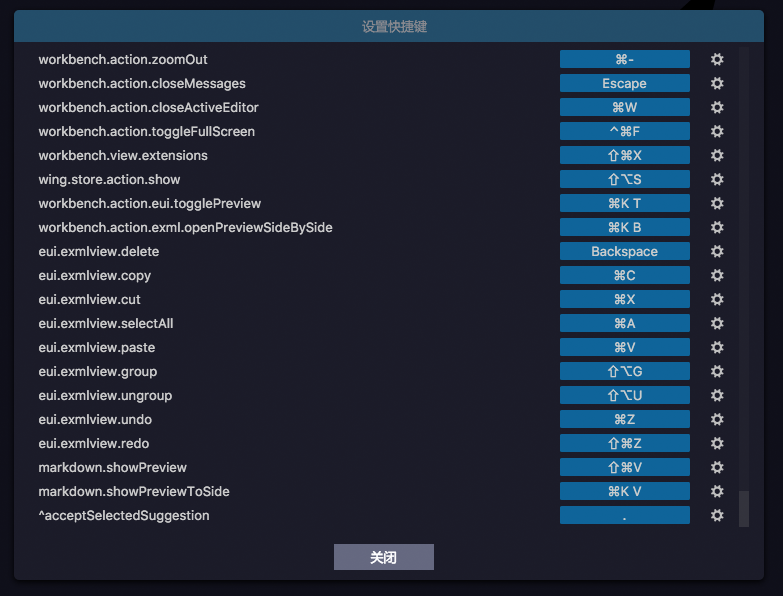 设置快捷键
workbench.action.zoomOut ⌘-
workbench.action.closeMessages Escape
workbench.action.closeActiveEditor ⌘W
workbench.action.toggleFullScreen ^⌘F
workbench.view.extensions ⇧⌘X
wing.store.action.show ⇧⌥S
workbench.action.eui.togglePreview ⌘K T
workbench.action.exml.openPreviewSideBySide ⌘K B
eui.exmlview.delete Backspace
eui.exmlview.copy ⌘C
eui.exmlview.cut ⌘X
eui.exmlview.selectAll ⌘A
eui.exmlview.paste ⌘V
eui.exmlview.group ⇧⌥G
eui.exmlview.ungroup ⇧⌥U
eui.exmlview.undo ⌘Z
eui.exmlview.redo ⇧⌘Z
markdown.showPreview ⇧⌘V
markdown.showPreviewToSide ⌘K V
^acceptSelectedSuggestion .
关闭